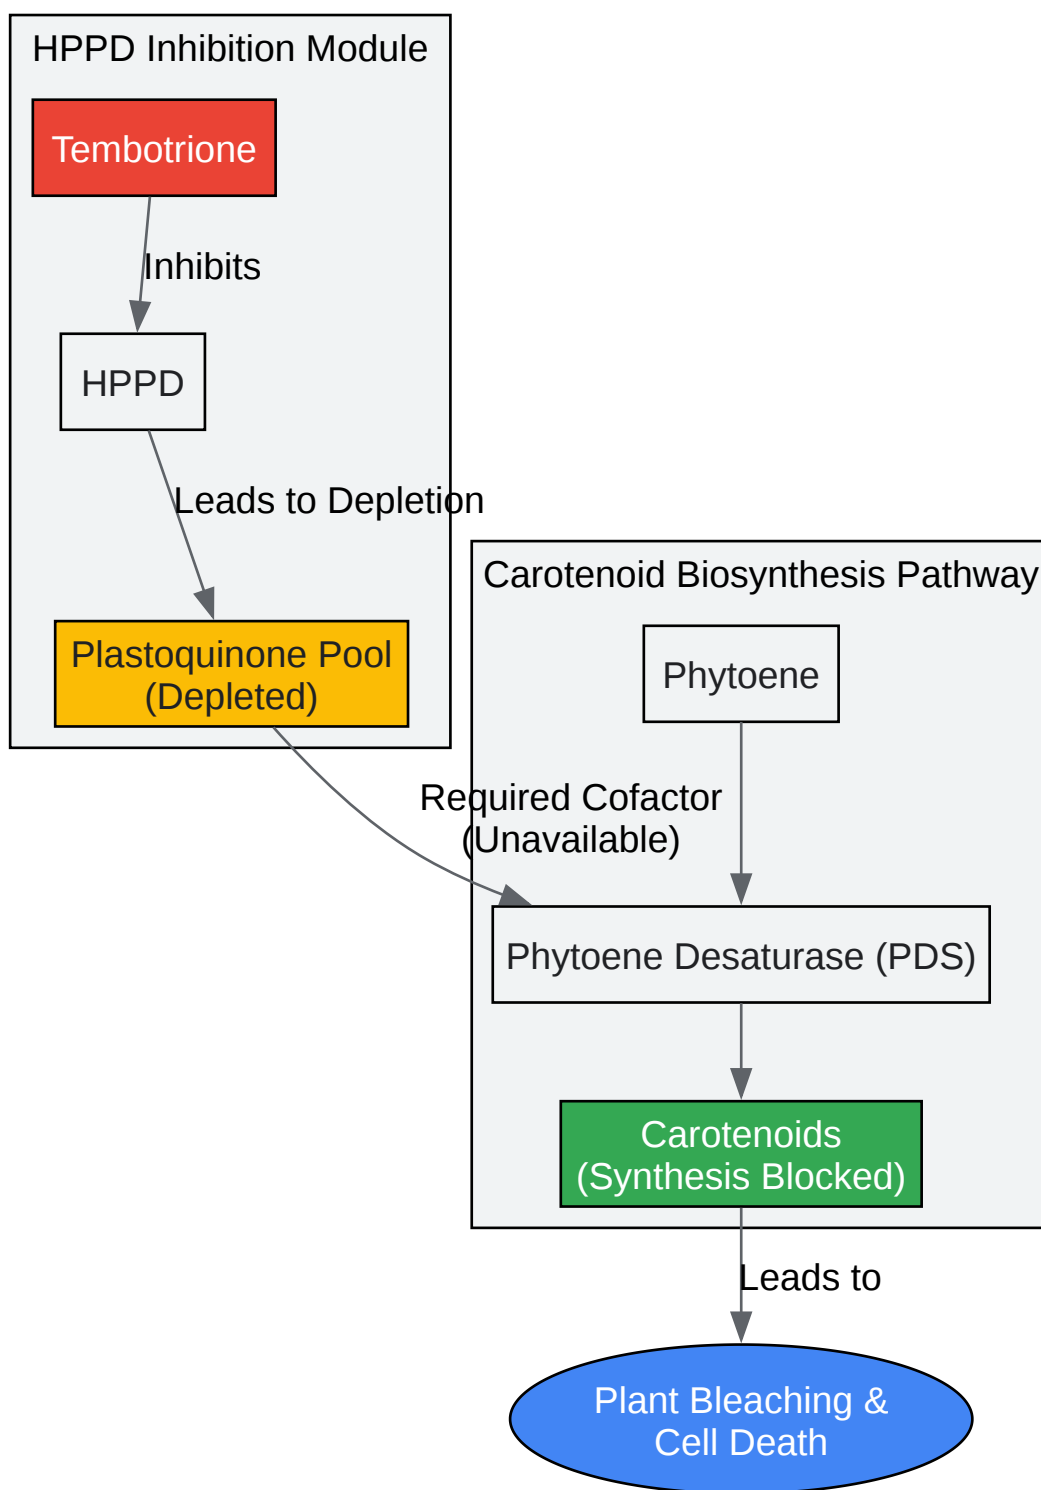 HPPD Inhibition Module
Tembotrione
Inhibits
HPPD
Leads to Depletion
Plastoquinone Pool
(Depleted)
Carotenoid Biosynthesis Pathway
Phytoene
Required Cofactor
(Unavailable)
Phytoene Desaturase (PDS)
Carotenoids
(Synthesis Blocked)
Leads to
Plant Bleaching &
Cell Death